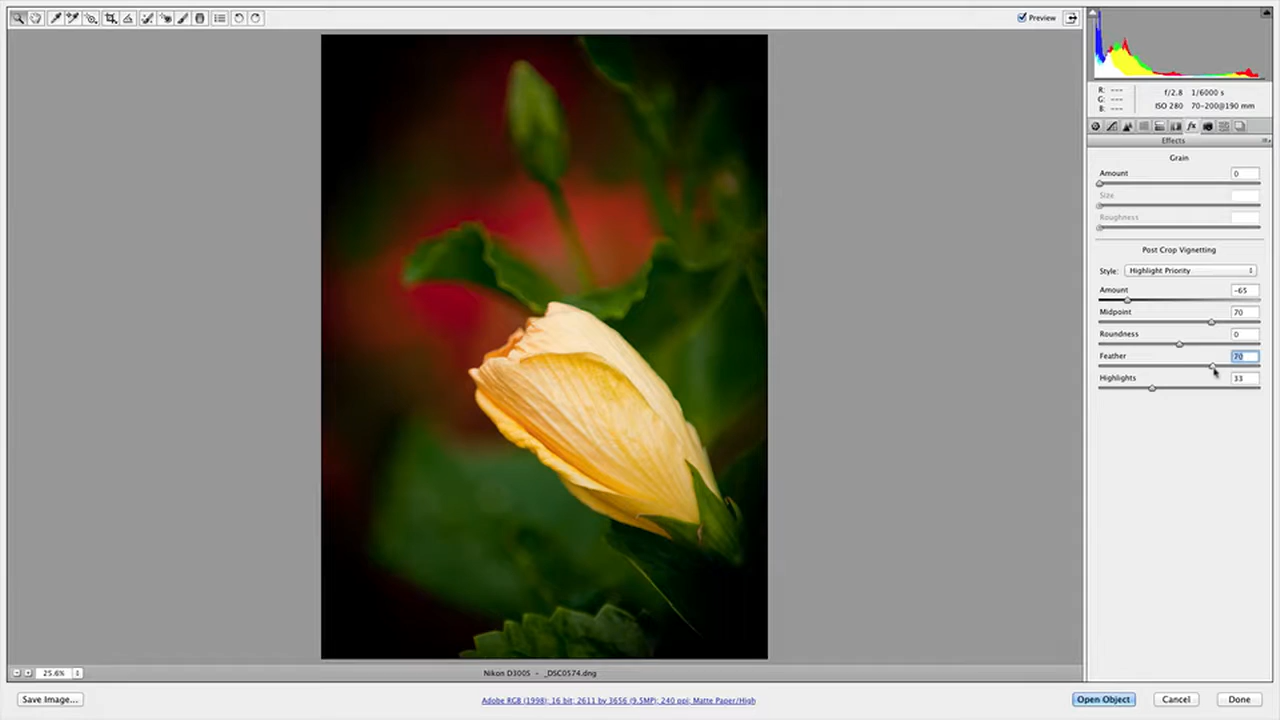 Preview
R: ---
G: ---
B: ---
f/2.8 1/6000 s
ISO 280 70-200@190 mm
fx
Effects
Grain
Amount 0
Size
Roughness
Post Crop Vignetting
Style: Highlight Priority
Amount -65
Midpoint 70
Roundness 0
Feather 70
Highlights 33
25.6% Nikon D300S - _DSC0574.dng
Save Image... Adobe RGB (1998); 16 bit; 2611 by 3656 (9.5MP); 240 ppi; Matte Paper/High Open Object Cancel Done